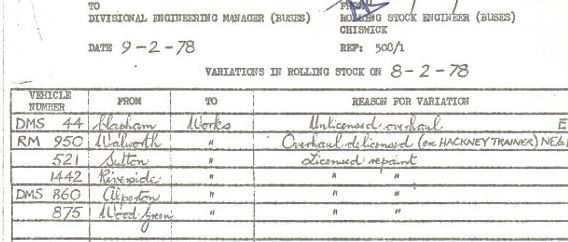 TO FROM
DIVISIONAL ENGINEERING MANAGER (BUSES) ROLLING STOCK ENGINEER (BUSES)
CHISWICK
DATE 9-2-78 REF: 500/1
VARIATIONS IN ROLLING STOCK ON 8-2-78
VEHICLE NUMBER FROM TO REASON FOR VARIATION
DMS 44 Clapham Works Unlicensed overhaul E
RM 950 Walworth " Overhaul delicensed (ex HACKNEY TRAINER)
521 Sutton " Licensed repaint
1442 Riverside " " "
DMS 860 Alperton " " "
875 Wood Green " " "